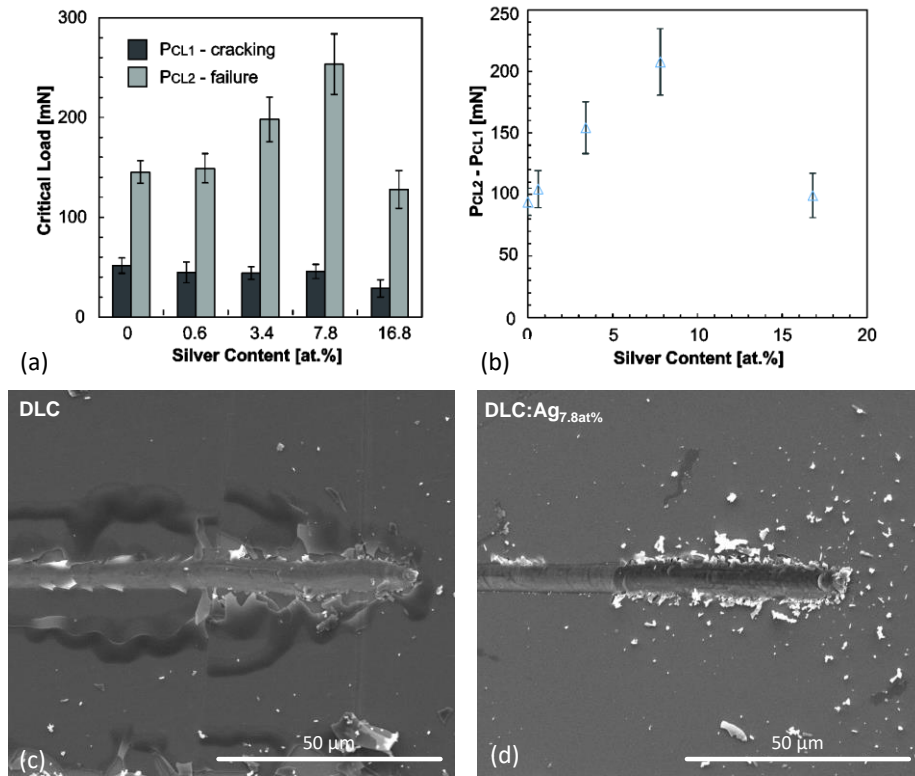 300
200
100
0
Critical Load [mN]
PCL1 - cracking
PCL2 - failure
0 0.6 3.4 7.8 16.8
Silver Content [at.%]
(a)
250
200
150
100
50
0
PCL2 - PCL1 [mN]
0 5 10 15 20
Silver Content [at.%]
(b)
DLC
50 µm
(c)
DLC:Ag7.8at%
50 µm
(d)